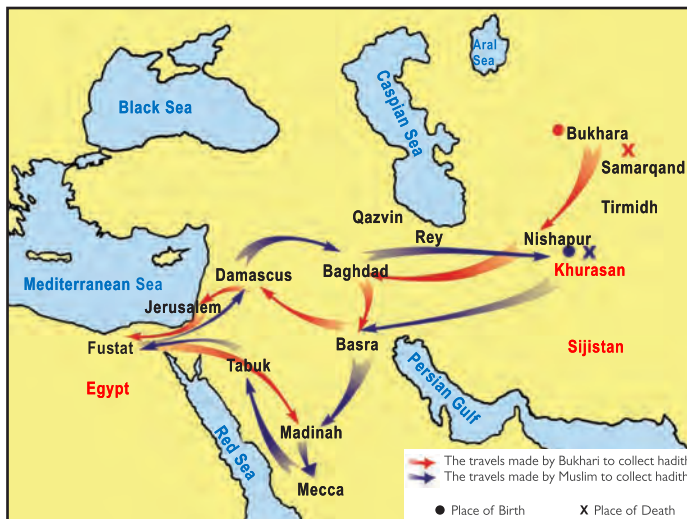 Aral
Sea
Black Sea
Caspian Sea
Bukhara
X
Samarqand
Tirmidh
Qazvin
Rey
Nishapur
X
Khurasan
Damascus
Baghdad
Mediterranean Sea
Jerusalem
Fustat
Basra
Sijistan
Tabuk
Egypt
Persian Gulf
Red Sea
Madinah
Mecca
The travels made by Bukhari to collect hadith
The travels made by Muslim to collect hadith
Place of Birth
X Place of Death